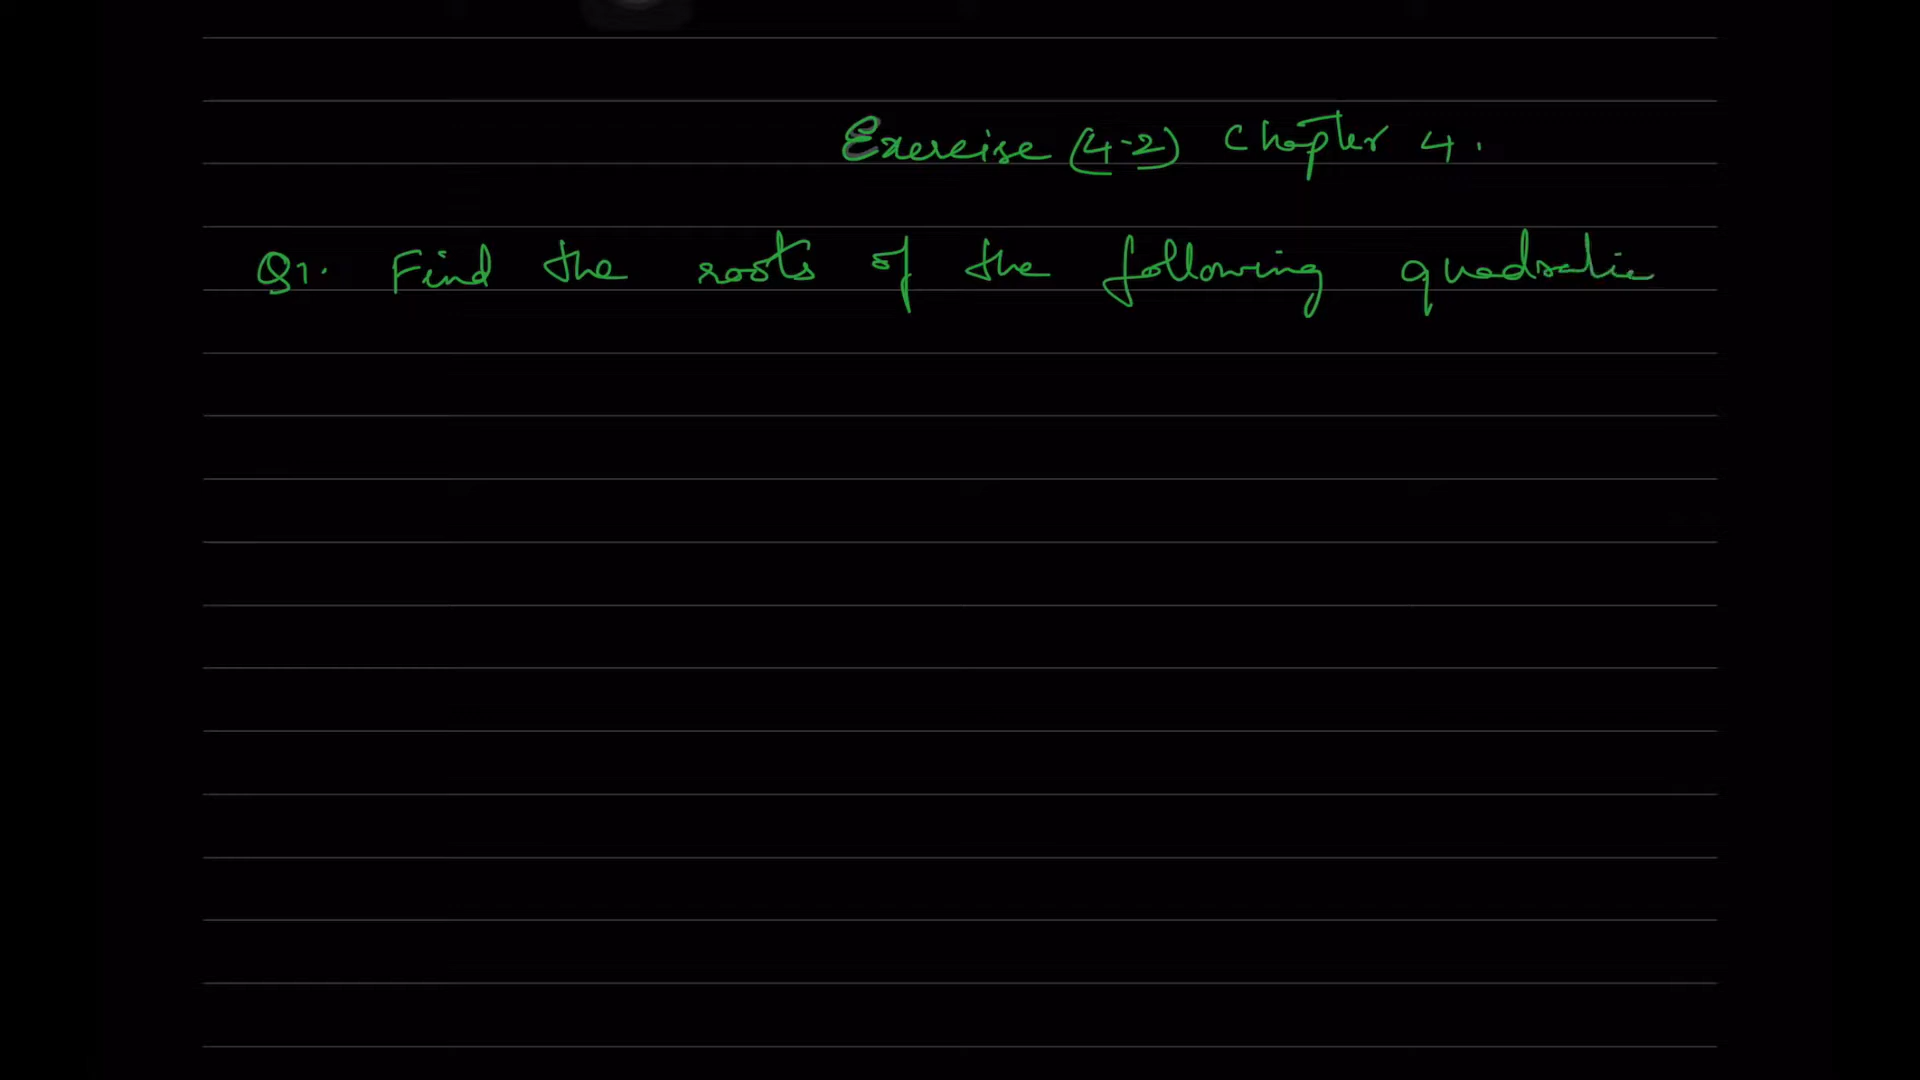 Exercise (4-2) Chapter 4.
Q1. Find the roots of the following quadratic